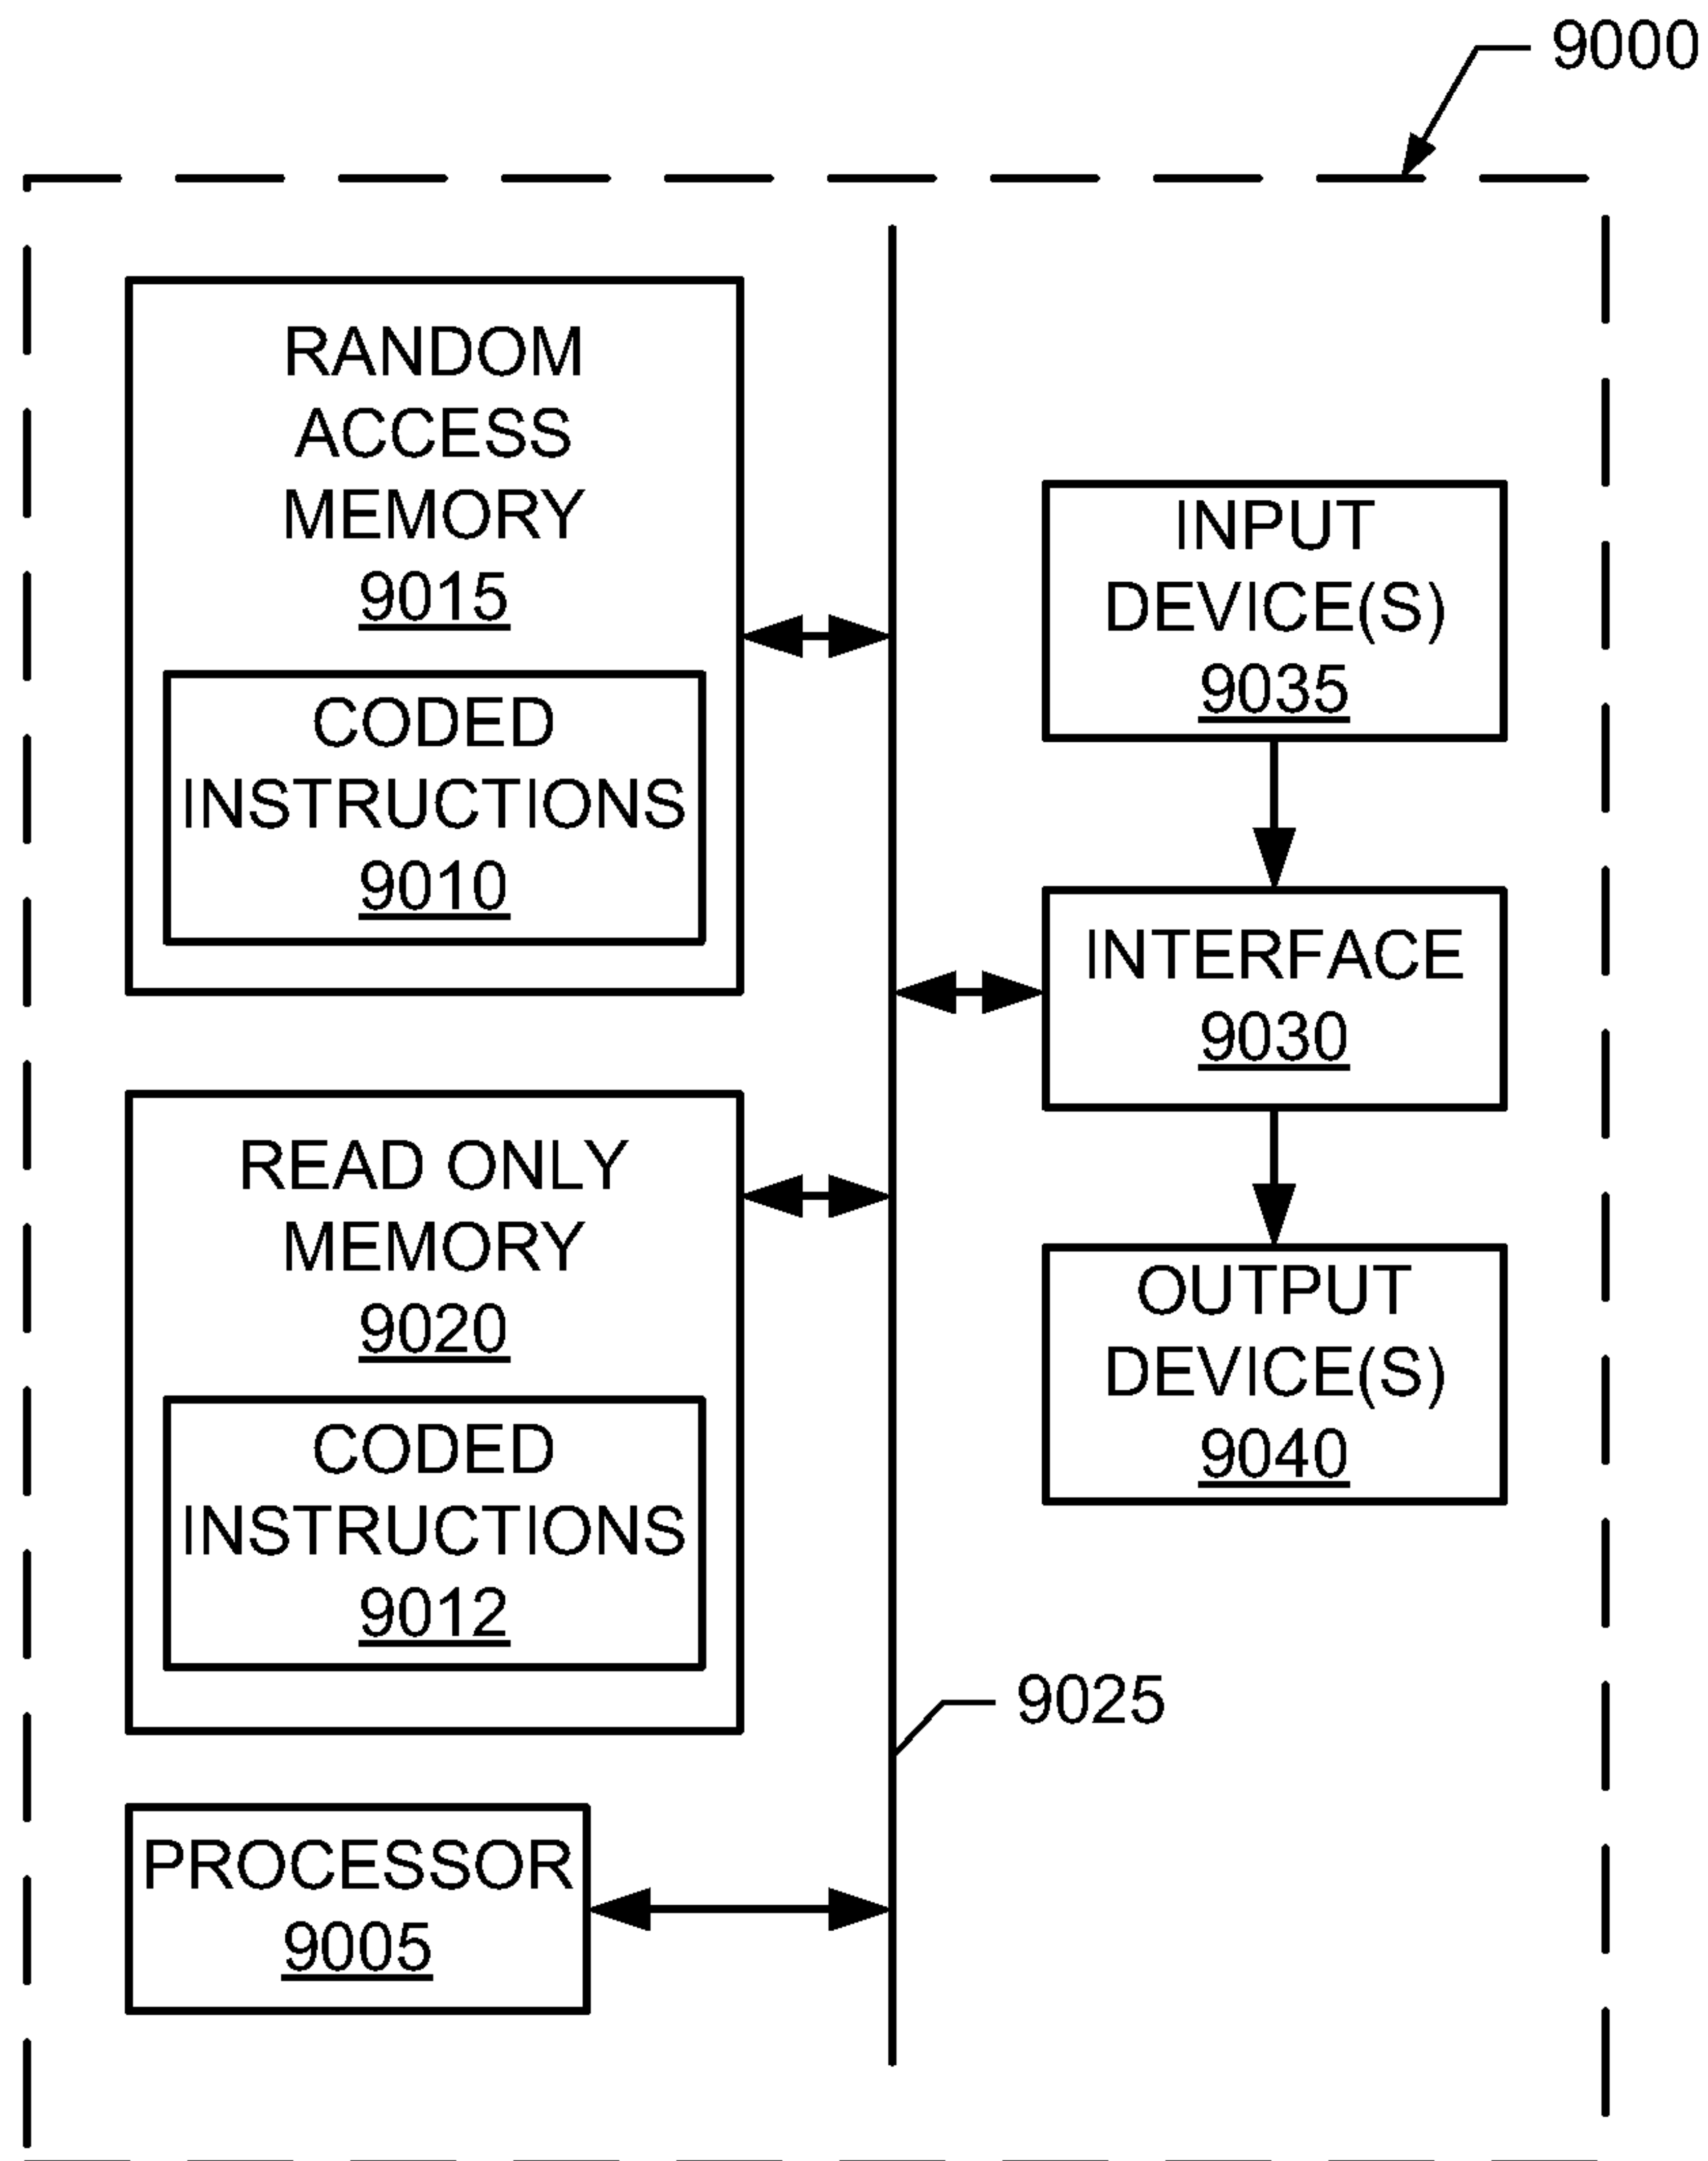 9000
RANDOM
ACCESS
MEMORY
9015
CODED
INSTRUCTIONS
9010
READ ONLY
MEMORY
9020
CODED
INSTRUCTIONS
9012
PROCESSOR
9005
INPUT
DEVICE(S)
9035
INTERFACE
9030
OUTPUT
DEVICE(S)
9040
9025